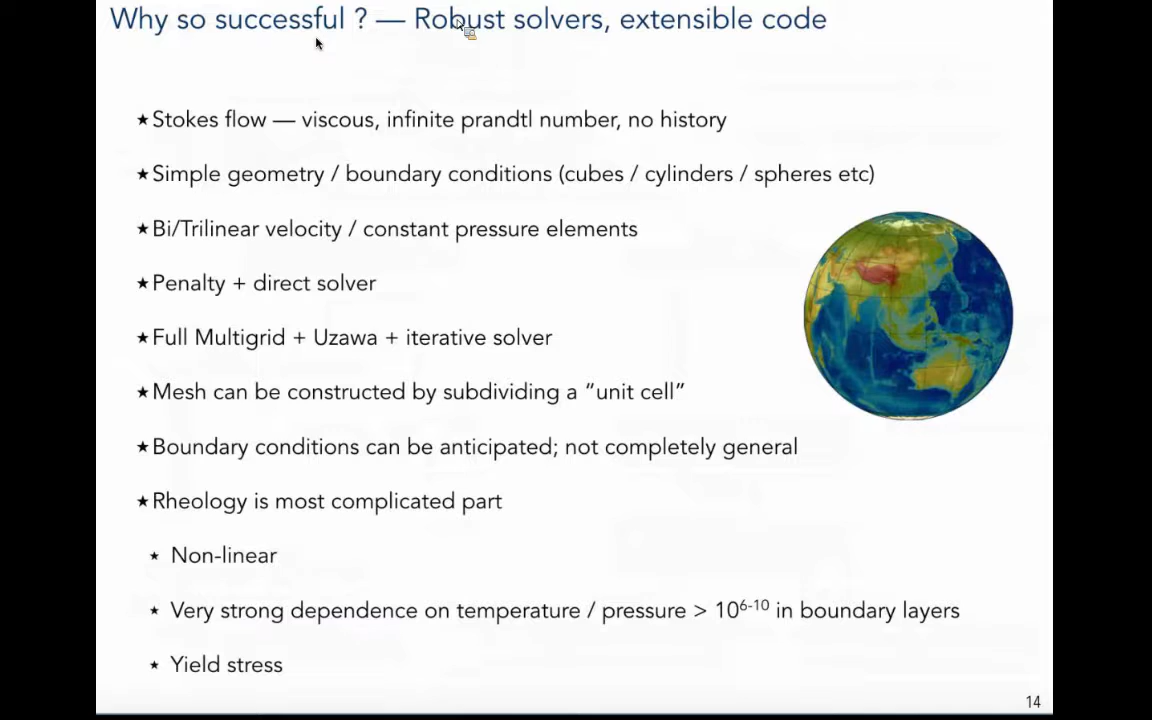 Why so successful ? — Robust solvers, extensible code
★Stokes flow — viscous, infinite prandtl number, no history
★Simple geometry / boundary conditions (cubes / cylinders / spheres etc)
★Bi/Trilinear velocity / constant pressure elements
★Penalty + direct solver
★Full Multigrid + Uzawa + iterative solver
★Mesh can be constructed by subdividing a “unit cell”
★Boundary conditions can be anticipated; not completely general
★Rheology is most complicated part
★ Non-linear
★ Very strong dependence on temperature / pressure > 10⁶⁻¹⁰ in boundary layers
★ Yield stress
14